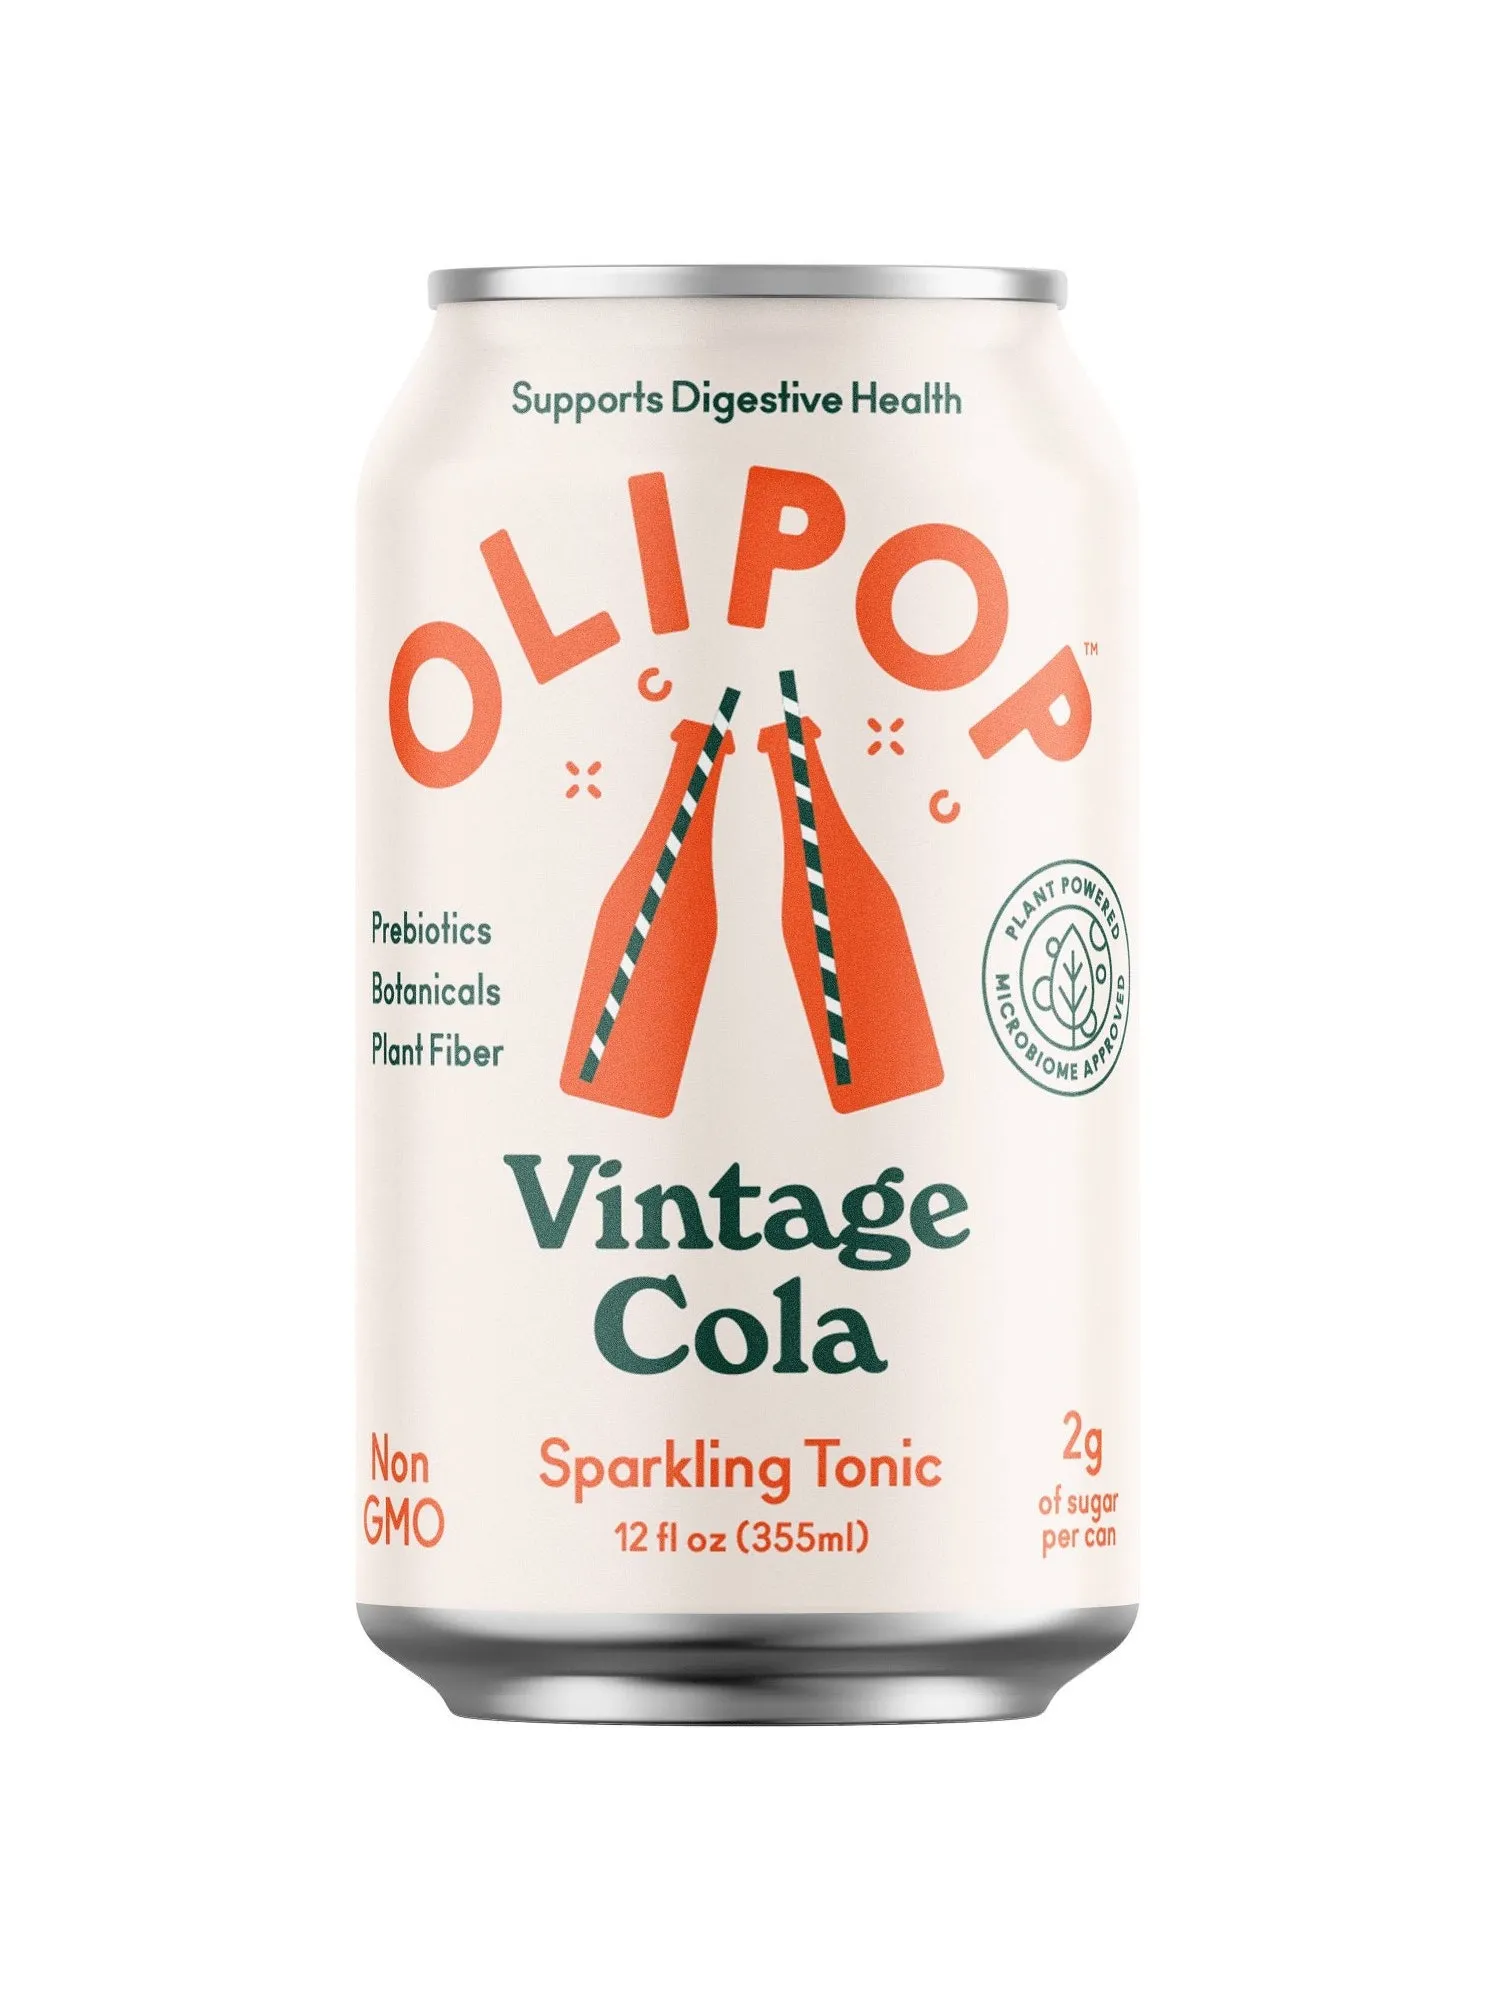 Supports Digestive Health
OLIPOP™
Prebiotics
Botanicals
Plant Fiber
PLANT POWERED
MICROBIOME APPROVED
Vintage
Cola
Non
GMO
Sparkling Tonic
12 fl oz (355ml)
2g
of sugar
per can